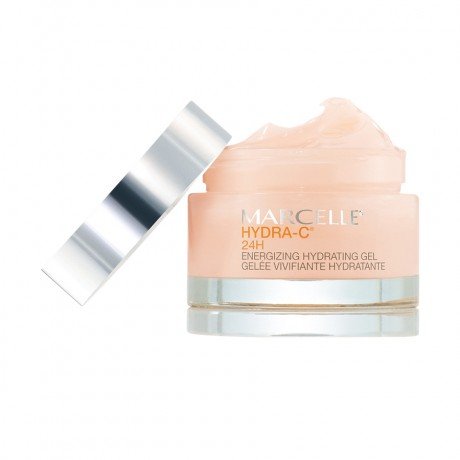 MARCELLE
HYDRA-C®
24H
ENERGIZING HYDRATING GEL
GELÉE VIVIFIANTE HYDRATANTE